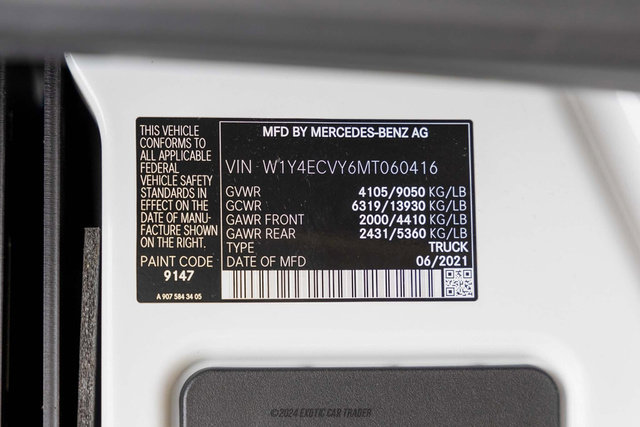 THIS VEHICLE
CONFORMS TO
ALL APPLICABLE
FEDERAL
VEHICLE SAFETY
STANDARDS IN
EFFECT ON THE
DATE OF MANU-
FACTURE SHOWN
ON THE RIGHT.
PAINT CODE
9147
A 907 584 34 05
MFD BY MERCEDES-BENZ AG
VIN W1Y4ECVY6MT060416
GVWR 4105/9050 KG/LB
GCWR 6319/13930 KG/LB
GAWR FRONT 2000/4410 KG/LB
GAWR REAR 2431/5360 KG/LB
TYPE TRUCK
DATE OF MFD 06/2021
©2024 EXOTIC CAR TRADER